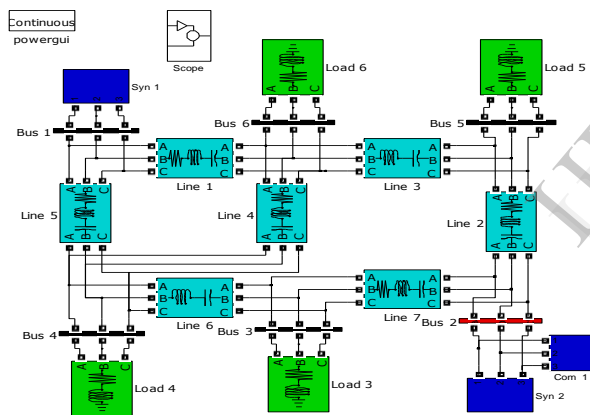 Continuous
powergui
Scope
Syn 1
Load 6
Load 5
A B C
A B C
Bus 1
Bus 6
Bus 5
A A
B B
C C
Line 1
A A
B B
C C
Line 3
A B C
A B C
Line 5
A B C
A B C
Line 4
A B C
A B C
Line 2
A A
B B
C C
Line 6
A A
B B
C C
Line 7
Bus 4
Bus 3
Bus 2
A B C
Load 4
A B C
Load 3
Syn 2
Com 1